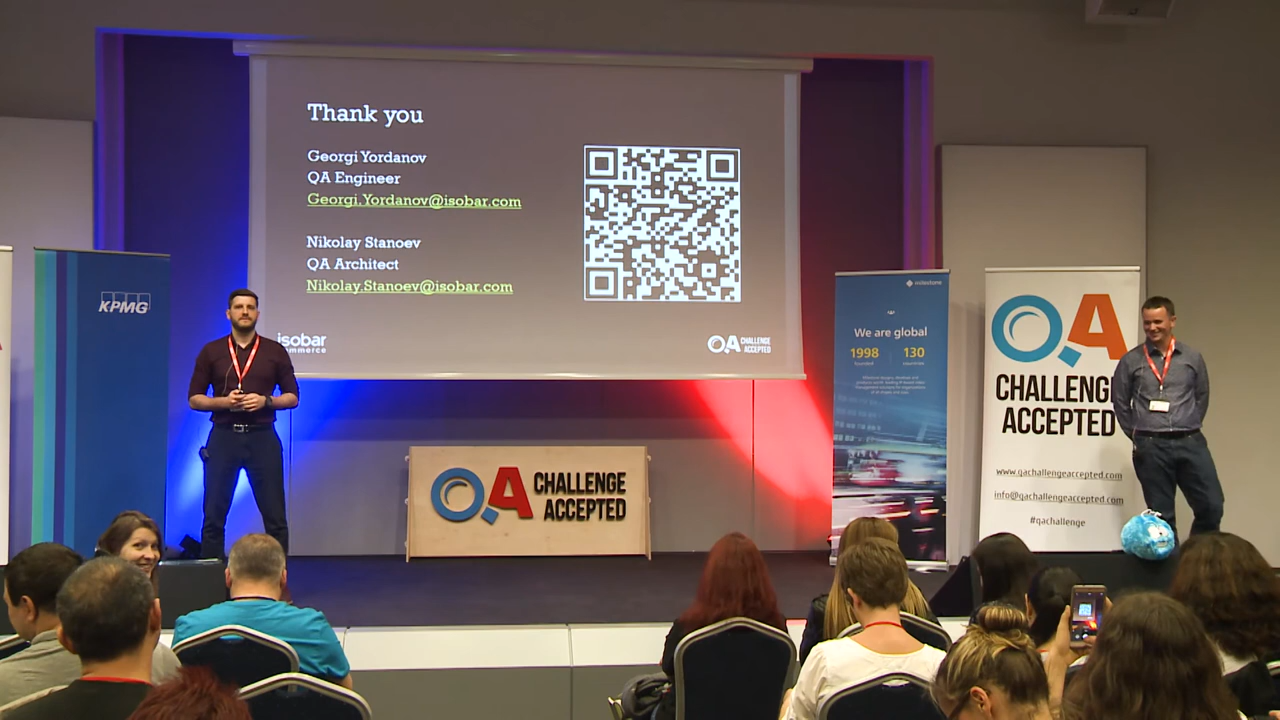 Thank you
Georgi Yordanov
QA Engineer
Georgi.Yordanov@isobar.com
Nikolay Stanoev
QA Architect
Nikolay.Stanoev@isobar.com
isobar
commerce
QA CHALLENGE
ACCEPTED
KPMG
milestone
We are global
1998
130
QA
CHALLENGE
ACCEPTED
www.qachallengeaccepted.com
info@qachallengeaccepted.com
#qachallenge
QA CHALLENGE
ACCEPTED